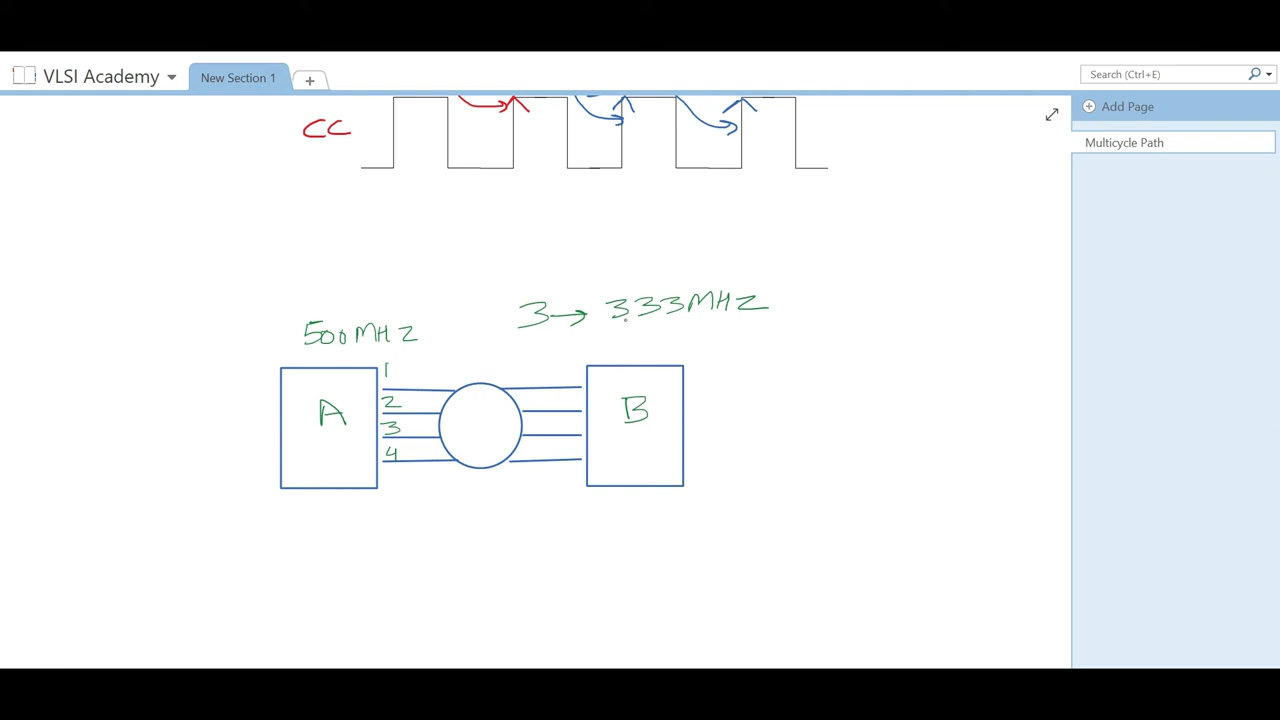 VLSI Academy
New Section 1
+
Search (Ctrl+E)
Add Page
Multicycle Path
CC
3→ 333MHZ
500MHZ
1
2
3
4
A
B